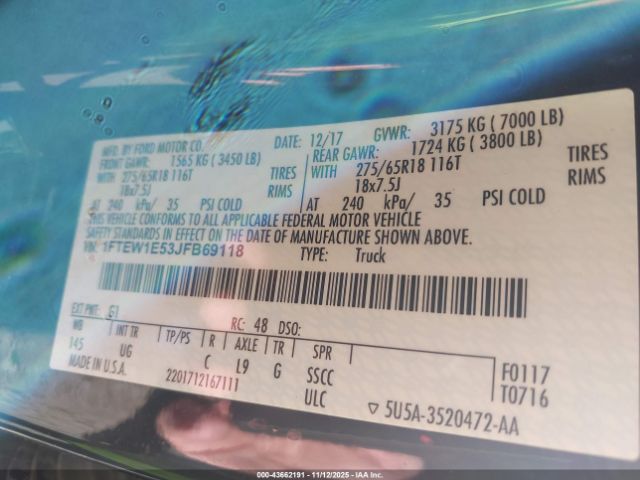 MFD. BY FORD MOTOR CO. DATE: 12/17 GVWR: 3175 KG ( 7000 LB)
FRONT GAWR: 1565 KG (3450 LB) REAR GAWR: 1724 KG ( 3800 LB)
WITH 275/65R18 116T TIRES WITH 275/65R18 116T TIRES
18x7.5J RIMS 18x7.5J RIMS
AT 240 kPa/ 35 PSI COLD AT 240 kPa/ 35 PSI COLD
THIS VEHICLE CONFORMS TO ALL APPLICABLE FEDERAL MOTOR VEHICLE
SAFETY STANDARDS IN EFFECT ON THE DATE OF MANUFACTURE SHOWN ABOVE.
VIN: 1FTEW1E53JFB69118 TYPE: Truck
EXT PNT: G1 RC: 48 DSO:
WB INT TR TP/PS R AXLE TR SPR
145 UG C L9 G SSCC F0117
MADE IN U.S.A. 2201712167111 ULC T0716
▽ 5U5A-3520472-AA
000-43662191 - 11/12/2025 - IAA Inc.